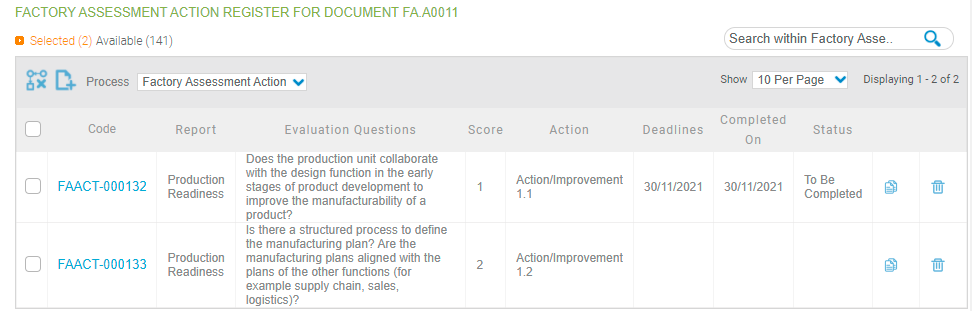 FACTORY ASSESSMENT ACTION REGISTER FOR DOCUMENT FA.A0011
Selected (2) Available (141)
Search within Factory Asse..
Process Factory Assessment Action
Show 10 Per Page Displaying 1 - 2 of 2
Code Report Evaluation Questions Score Action Deadlines Completed On Status
FAACT-000132
Production
Readiness
Does the production unit collaborate
with the design function in the early
stages of product development to
improve the manufacturability of a
product?
1
Action/Improvement
1.1
30/11/2021
30/11/2021
To Be
Completed
FAACT-000133
Production
Readiness
Is there a structured process to define
the manufacturing plan? Are the
manufacturing plans aligned with the
plans of the other functions (for
example supply chain, sales,
logistics)?
2
Action/Improvement
1.2